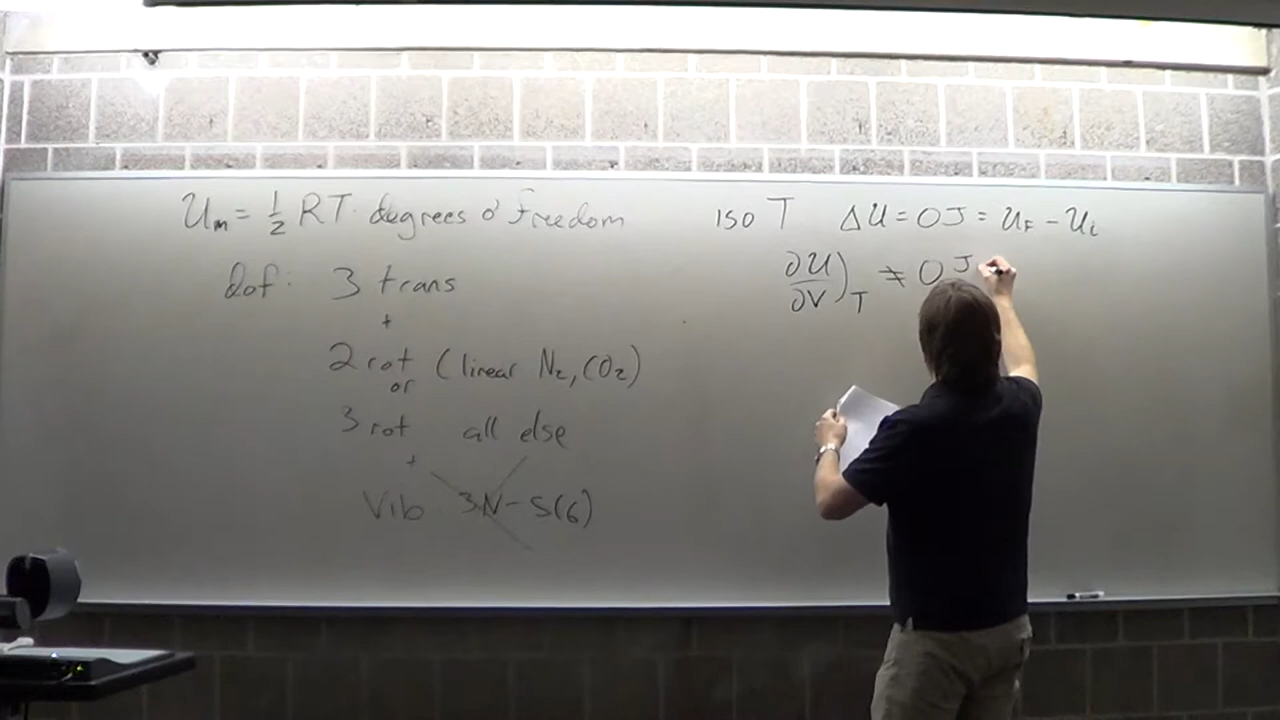 Um = 1/2 RT · degrees o' freedom
dof: 3 trans
+
2 rot (linear N2, CO2)
or
3 rot all else
+
Vib 3N-5(6)
iso T ΔU = 0J = UF - Ui
∂U/∂V)T ≠ 0 J